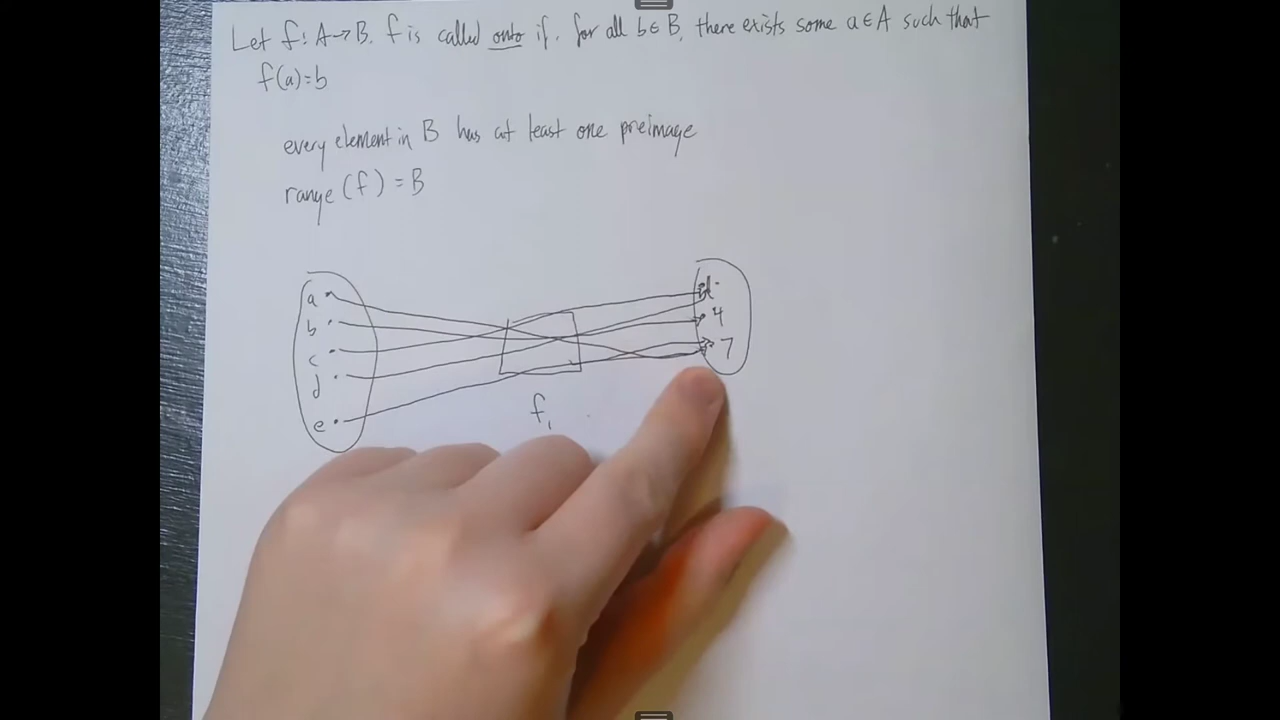 Let f: A→B. f is called onto if, for all b∈B, there exists some a∈A such that
f(a)=b
every element in B has at least one preimage
range (f) = B
a
b
4
c
7
d
e
f₁